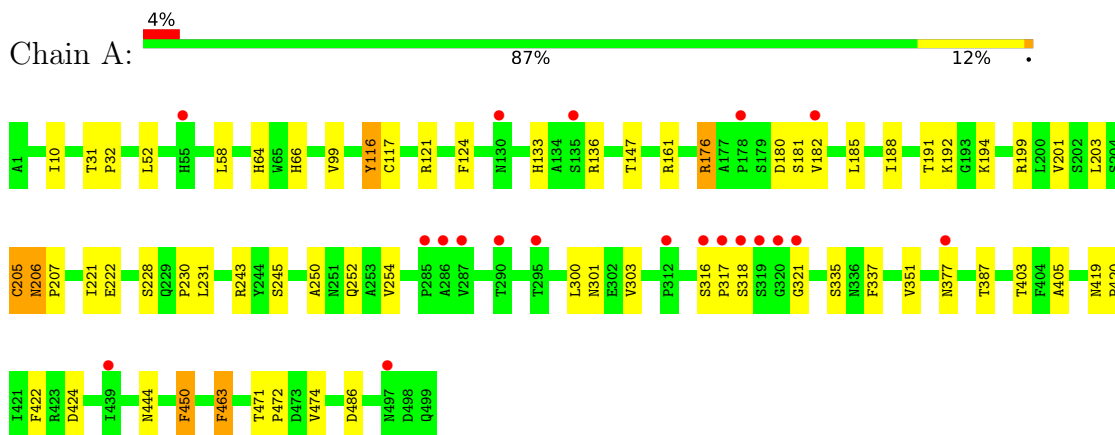 4%
Chain A:
87% 12% •
A1 I10 T31 P32 L52 H55 L58 H64 W65 H66 V99 Y116 C117 R121 F124 N130 H133 A134 S135 R136 T147 R161 R176 A177 P178 S179 D180 S181 V182 L185 I188 T191 K192 G193 K194 R199 L200 V201 S202 L203 S204
C205 N206 P207 I221 E222 S228 Q229 P230 L231 R243 Y244 S245 A250 N251 Q252 A253 V254 P285 A286 V287 T290 T295 L300 N301 E302 V303 P312 S316 P317 S318 S319 G320 G321 S335 N336 F337 V351 N377 T387 T403 F404 A405 N419 P420
I421 F422 R423 D424 I439 N444 F450 F463 T471 P472 D473 V474 D486 N497 D498 Q499